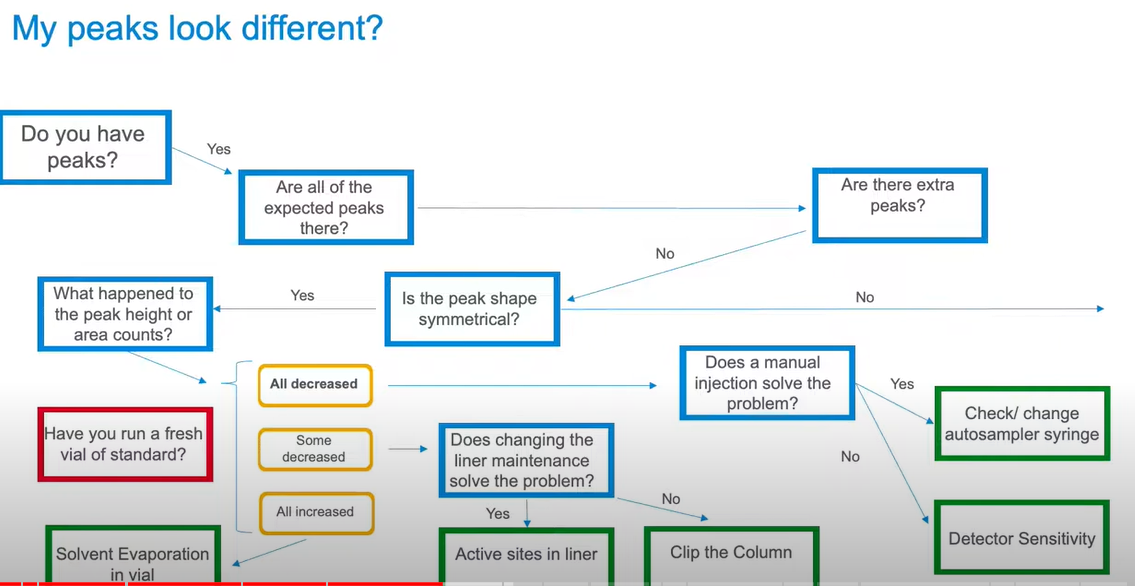 My peaks look different?
Do you have
peaks?
Yes
Are all of the
expected peaks
there?
Are there extra
peaks?
No
What happened to
the peak height or
area counts?
Yes
Is the peak shape
symmetrical?
No
All decreased
Does a manual
injection solve the
problem?
Yes
Check/ change
autosampler syringe
Have you run a fresh
vial of standard?
Some
decreased
Does changing the
liner maintenance
solve the problem?
No
All increased
Yes
No
Solvent Evaporation
in vial
Active sites in liner
Clip the Column
Detector Sensitivity